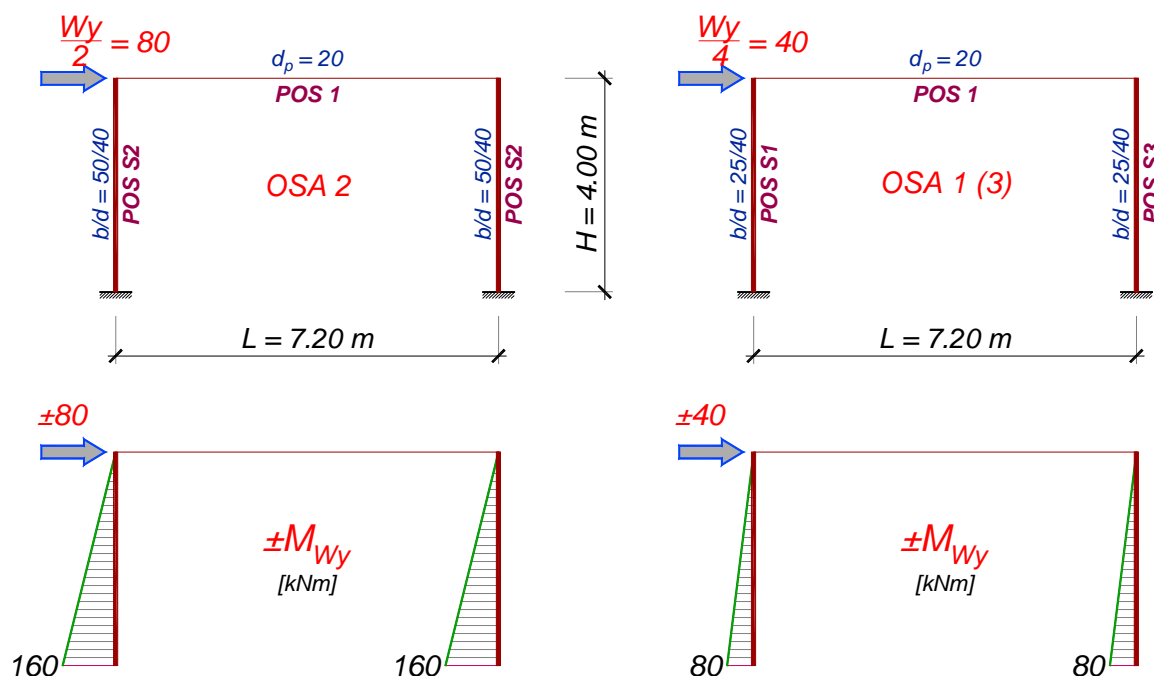 Wy/2 = 80
d_p = 20
POS 1
b/d = 50/40
POS S2
OSA 2
b/d = 50/40
POS S2
H = 4.00 m
L = 7.20 m
Wy/4 = 40
d_p = 20
POS 1
b/d = 25/40
POS S1
OSA 1 (3)
b/d = 25/40
POS S3
L = 7.20 m
±80
±M_Wy
[kNm]
160
160
±40
±M_Wy
[kNm]
80
80